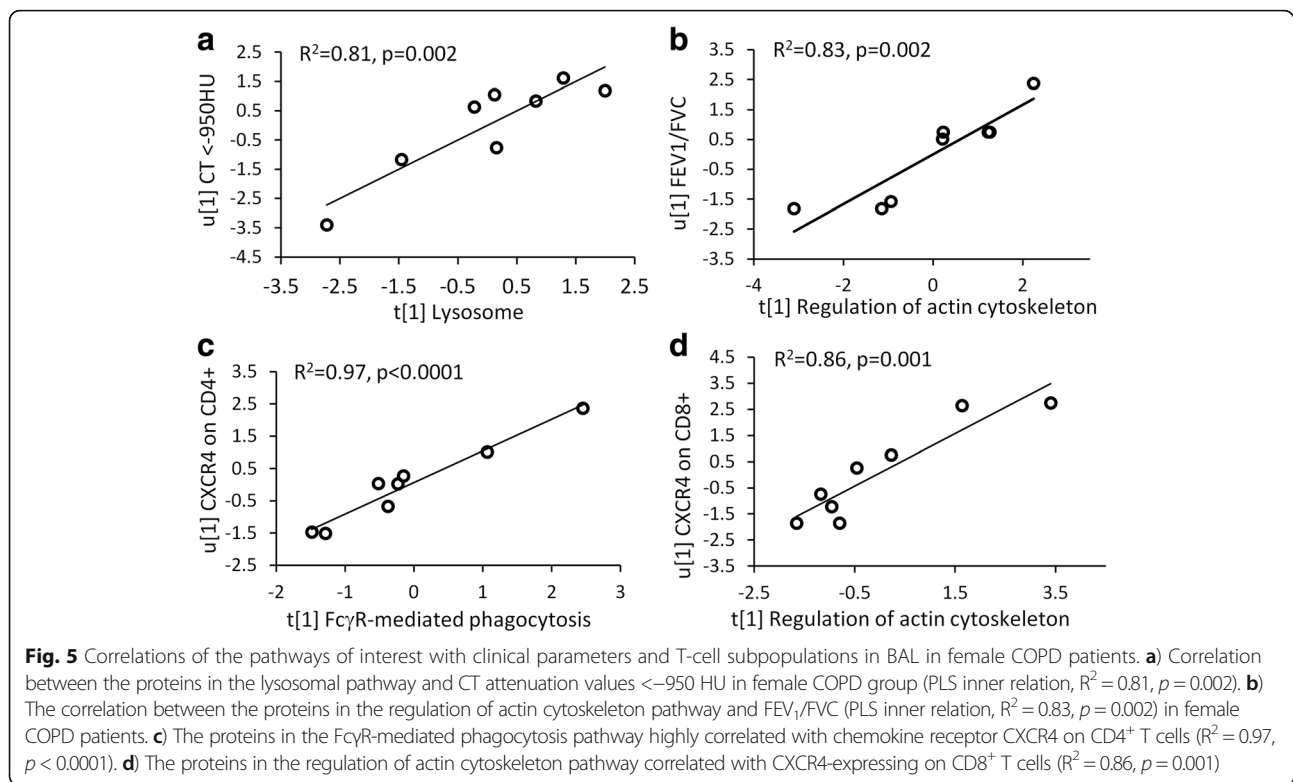 a
R²=0.81, p=0.002
2.5
1.5
0.5
-0.5
-1.5
-2.5
-3.5
-4.5
u[1] CT <-950HU
-3.5 -2.5 -1.5 -0.5 0.5 1.5 2.5
t[1] Lysosome
b
R²=0.83, p=0.002
3.5
2.5
1.5
0.5
-0.5
-1.5
-2.5
-3.5
u[1] FEV1/FVC
-4 -2 0 2
t[1] Regulation of actin cytoskeleton
c
R²=0.97, p<0.0001
3.5
2.5
1.5
0.5
-0.5
-1.5
-2.5
u[1] CXCR4 on CD4+
-2 -1 0 1 2 3
t[1] FcγR-mediated phagocytosis
d
R²=0.86, p=0.001
4.5
3.5
2.5
1.5
0.5
-0.5
-1.5
-2.5
-3.5
u[1] CXCR4 on CD8+
-2.5 -0.5 1.5 3.5
t[1] Regulation of actin cytoskeleton
Fig. 5 Correlations of the pathways of interest with clinical parameters and T-cell subpopulations in BAL in female COPD patients. a) Correlation
between the proteins in the lysosomal pathway and CT attenuation values <−950 HU in female COPD group (PLS inner relation, R² = 0.81, p = 0.002). b)
The correlation between the proteins in the regulation of actin cytoskeleton pathway and FEV₁/FVC (PLS inner relation, R² = 0.83, p = 0.002) in female
COPD patients. c) The proteins in the FcγR-mediated phagocytosis pathway highly correlated with chemokine receptor CXCR4 on CD4⁺ T cells (R² = 0.97,
p < 0.0001). d) The proteins in the regulation of actin cytoskeleton pathway correlated with CXCR4-expressing on CD8⁺ T cells (R² = 0.86, p = 0.001)